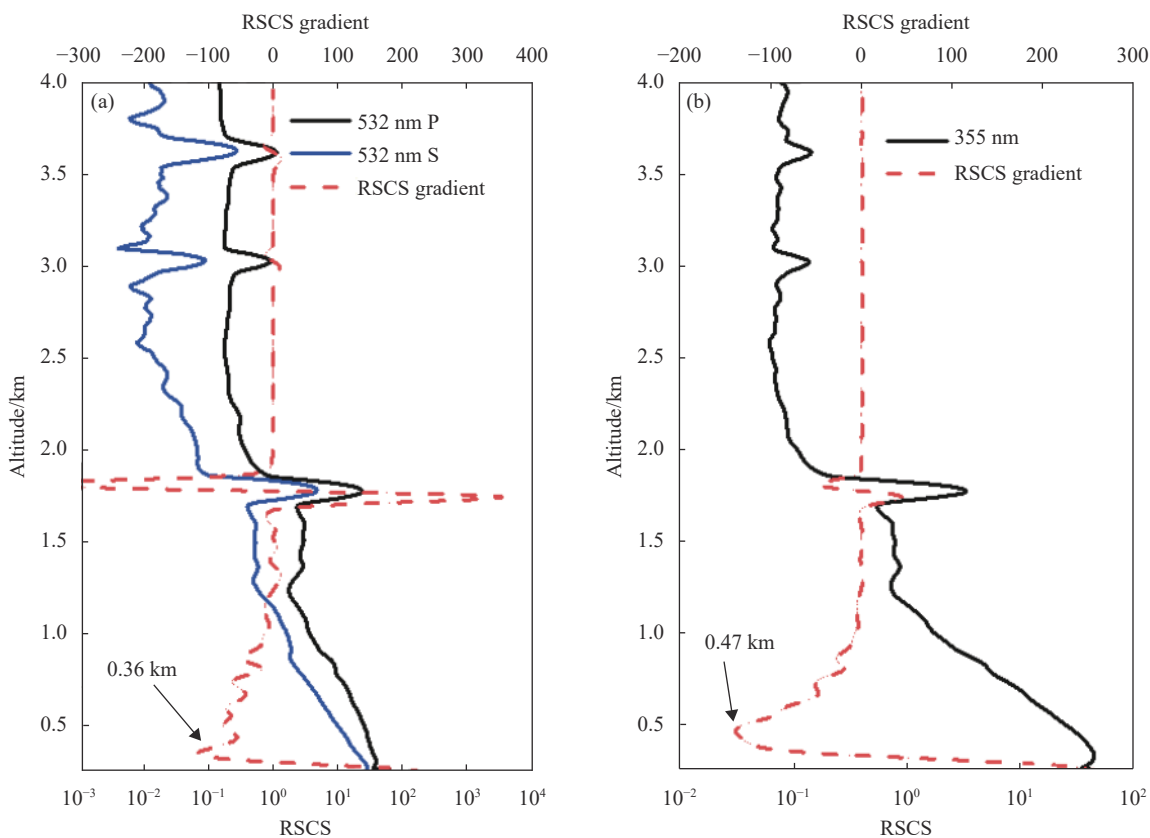 RSCS gradient
−300 −200 −100 0 100 200 300 400
4.0
3.5
3.0
2.5
2.0
1.5
1.0
0.5
Altitude/km
(a)
532 nm P
532 nm S
RSCS gradient
0.36 km
10⁻³ 10⁻² 10⁻¹ 10⁰ 10¹ 10² 10³ 10⁴
RSCS
RSCS gradient
−200 −100 0 100 200 300
4.0
3.5
3.0
2.5
2.0
1.5
1.0
0.5
Altitude/km
(b)
355 nm
RSCS gradient
0.47 km
10⁻² 10⁻¹ 10⁰ 10¹ 10²
RSCS